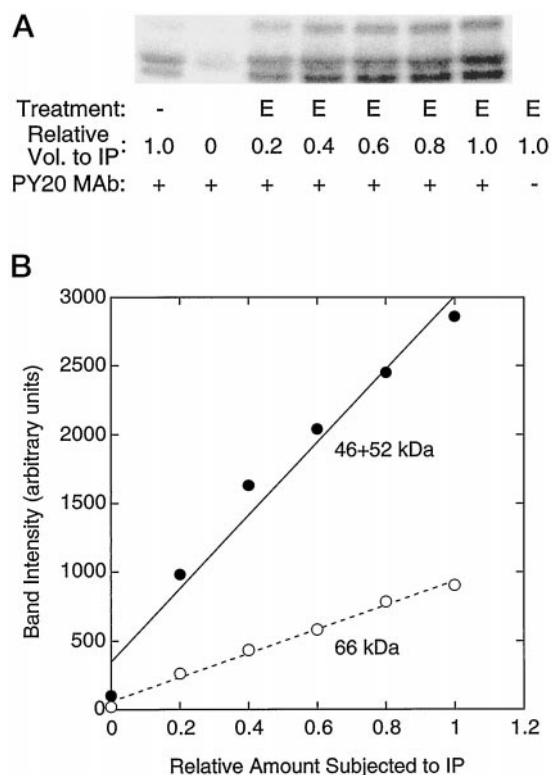 A
Treatment: - E E E E E E
Relative
Vol. to IP : 1.0 0 0.2 0.4 0.6 0.8 1.0 1.0
PY20 MAb: + + + + + + + -
B
3000
2500
2000
1500
1000
500
0
Band Intensity (arbitrary units)
46+52 kDa
66 kDa
0 0.2 0.4 0.6 0.8 1 1.2
Relative Amount Subjected to IP